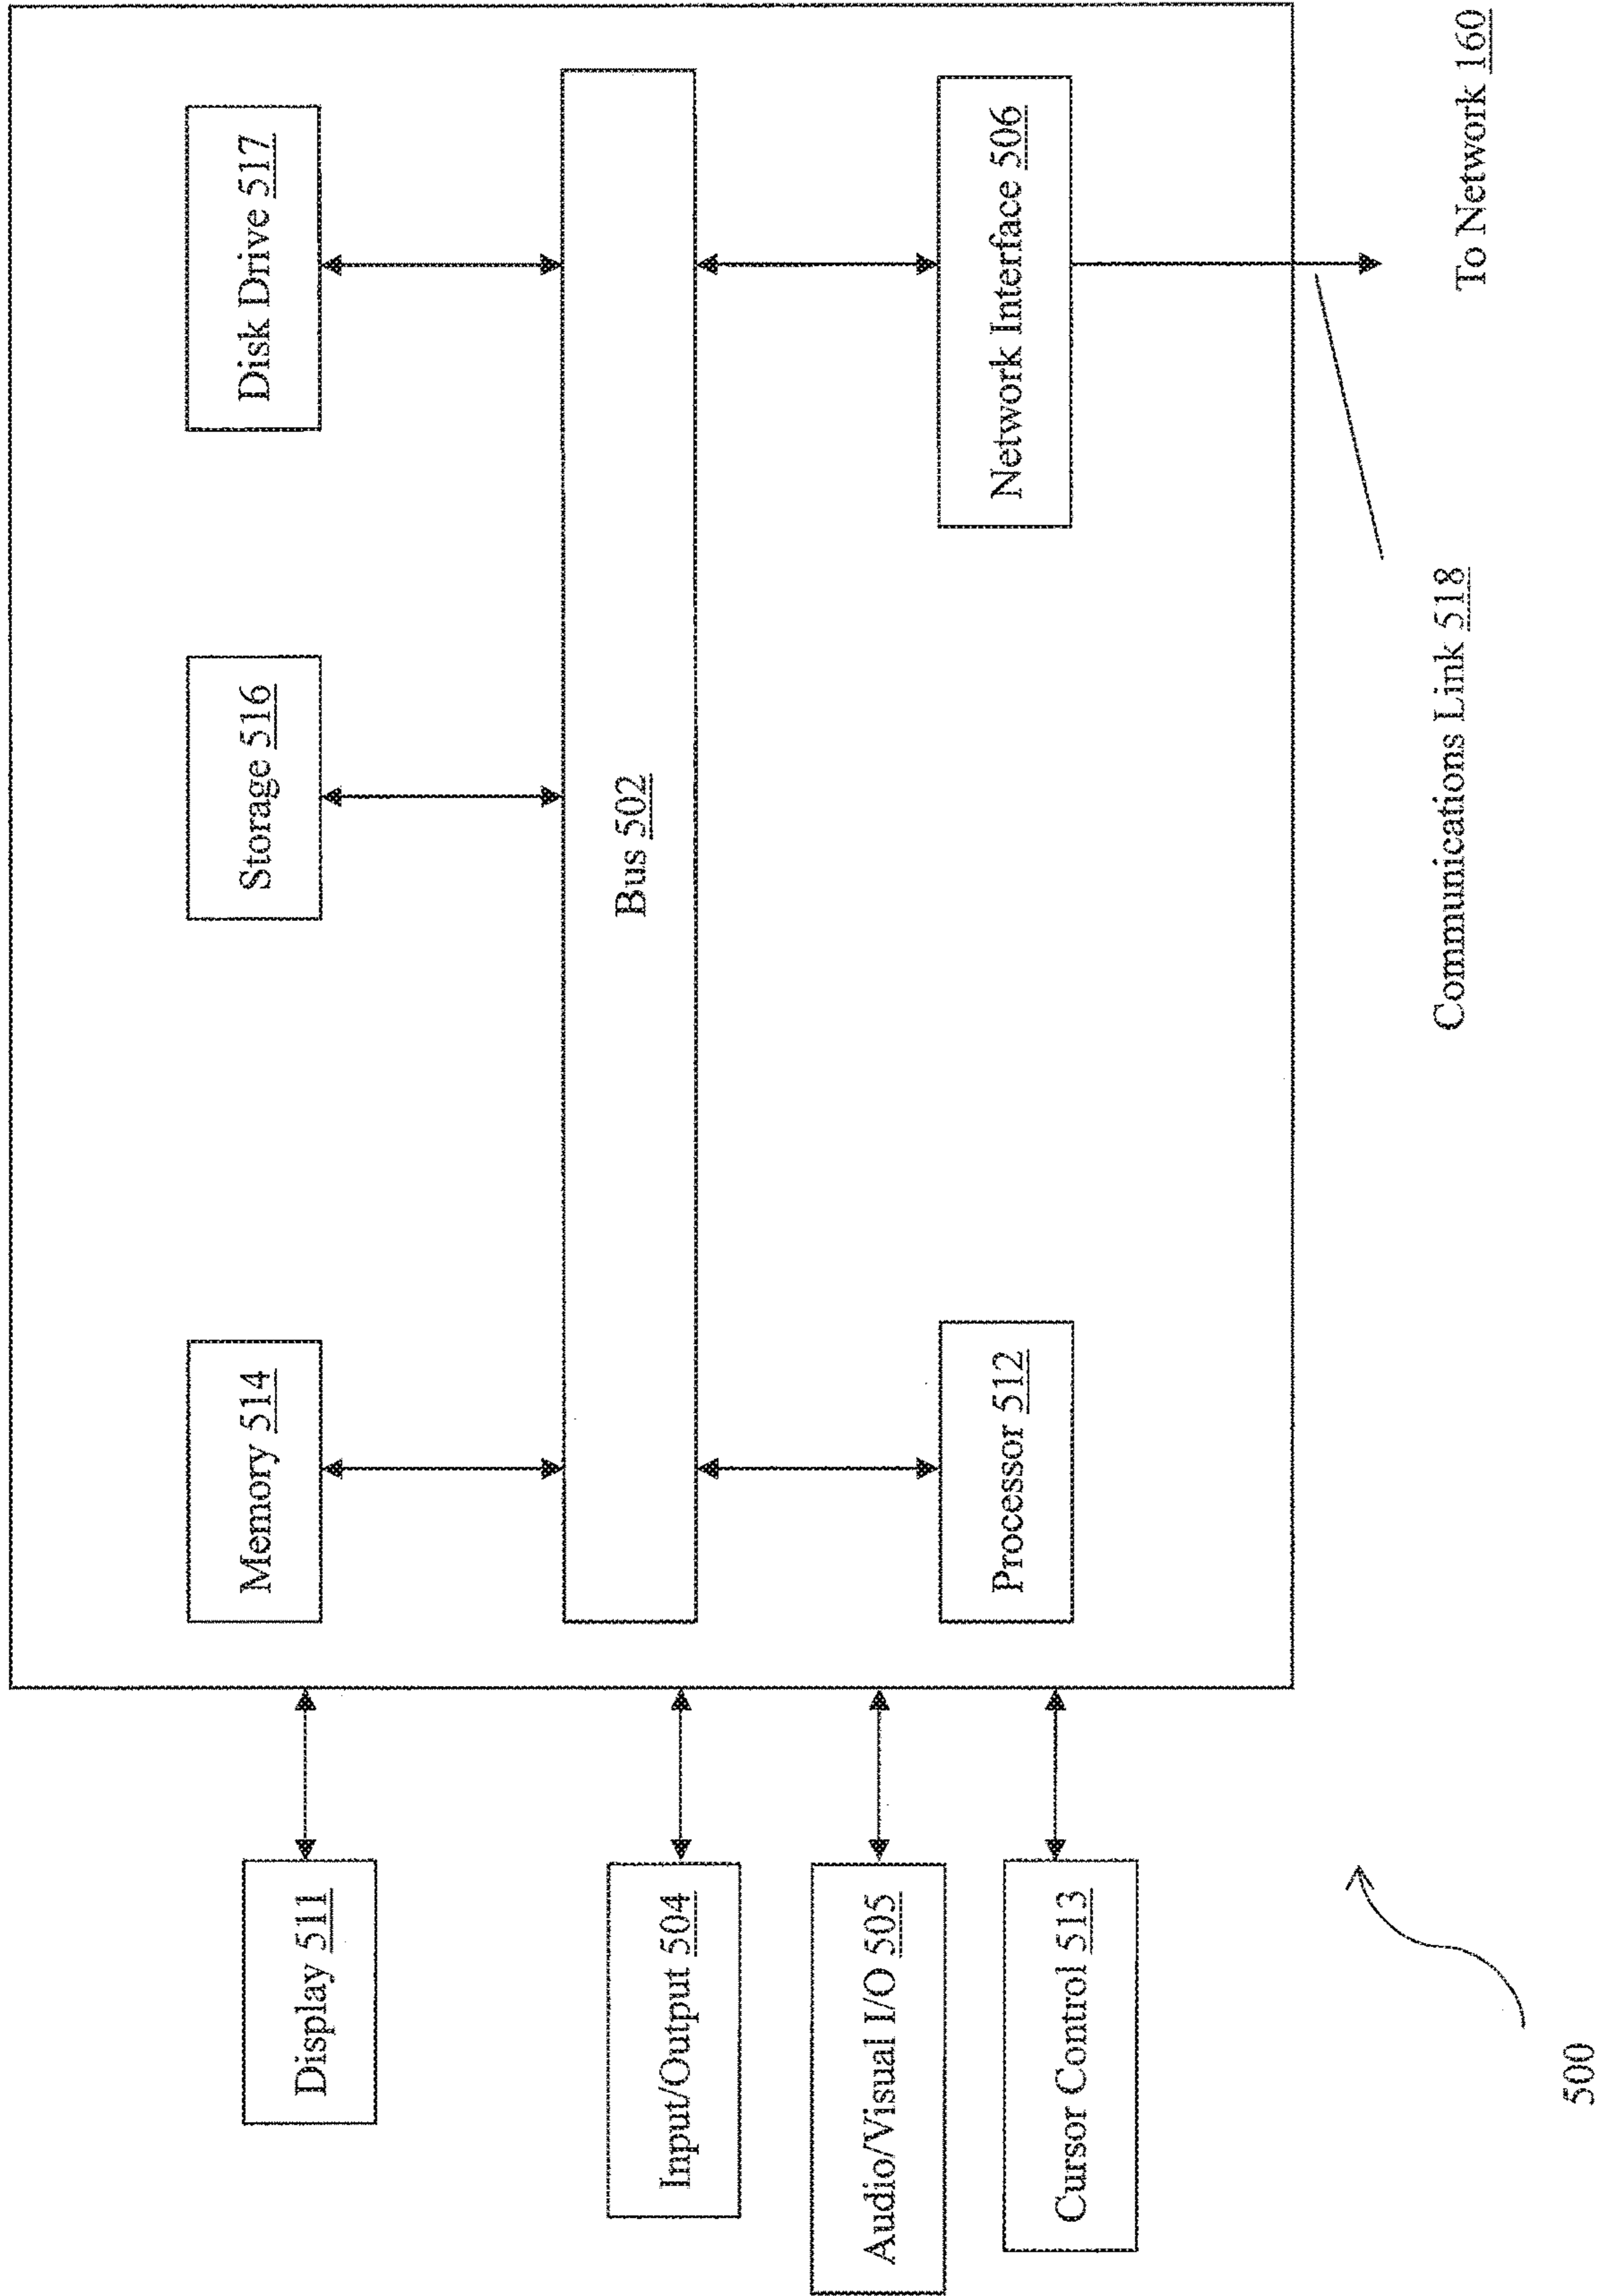 Display 511
Input/Output 504
Audio/Visual I/O 505
Cursor Control 513
Memory 514
Storage 516
Disk Drive 517
Bus 502
Processor 512
Network Interface 506
Communications Link 518
To Network 160
500